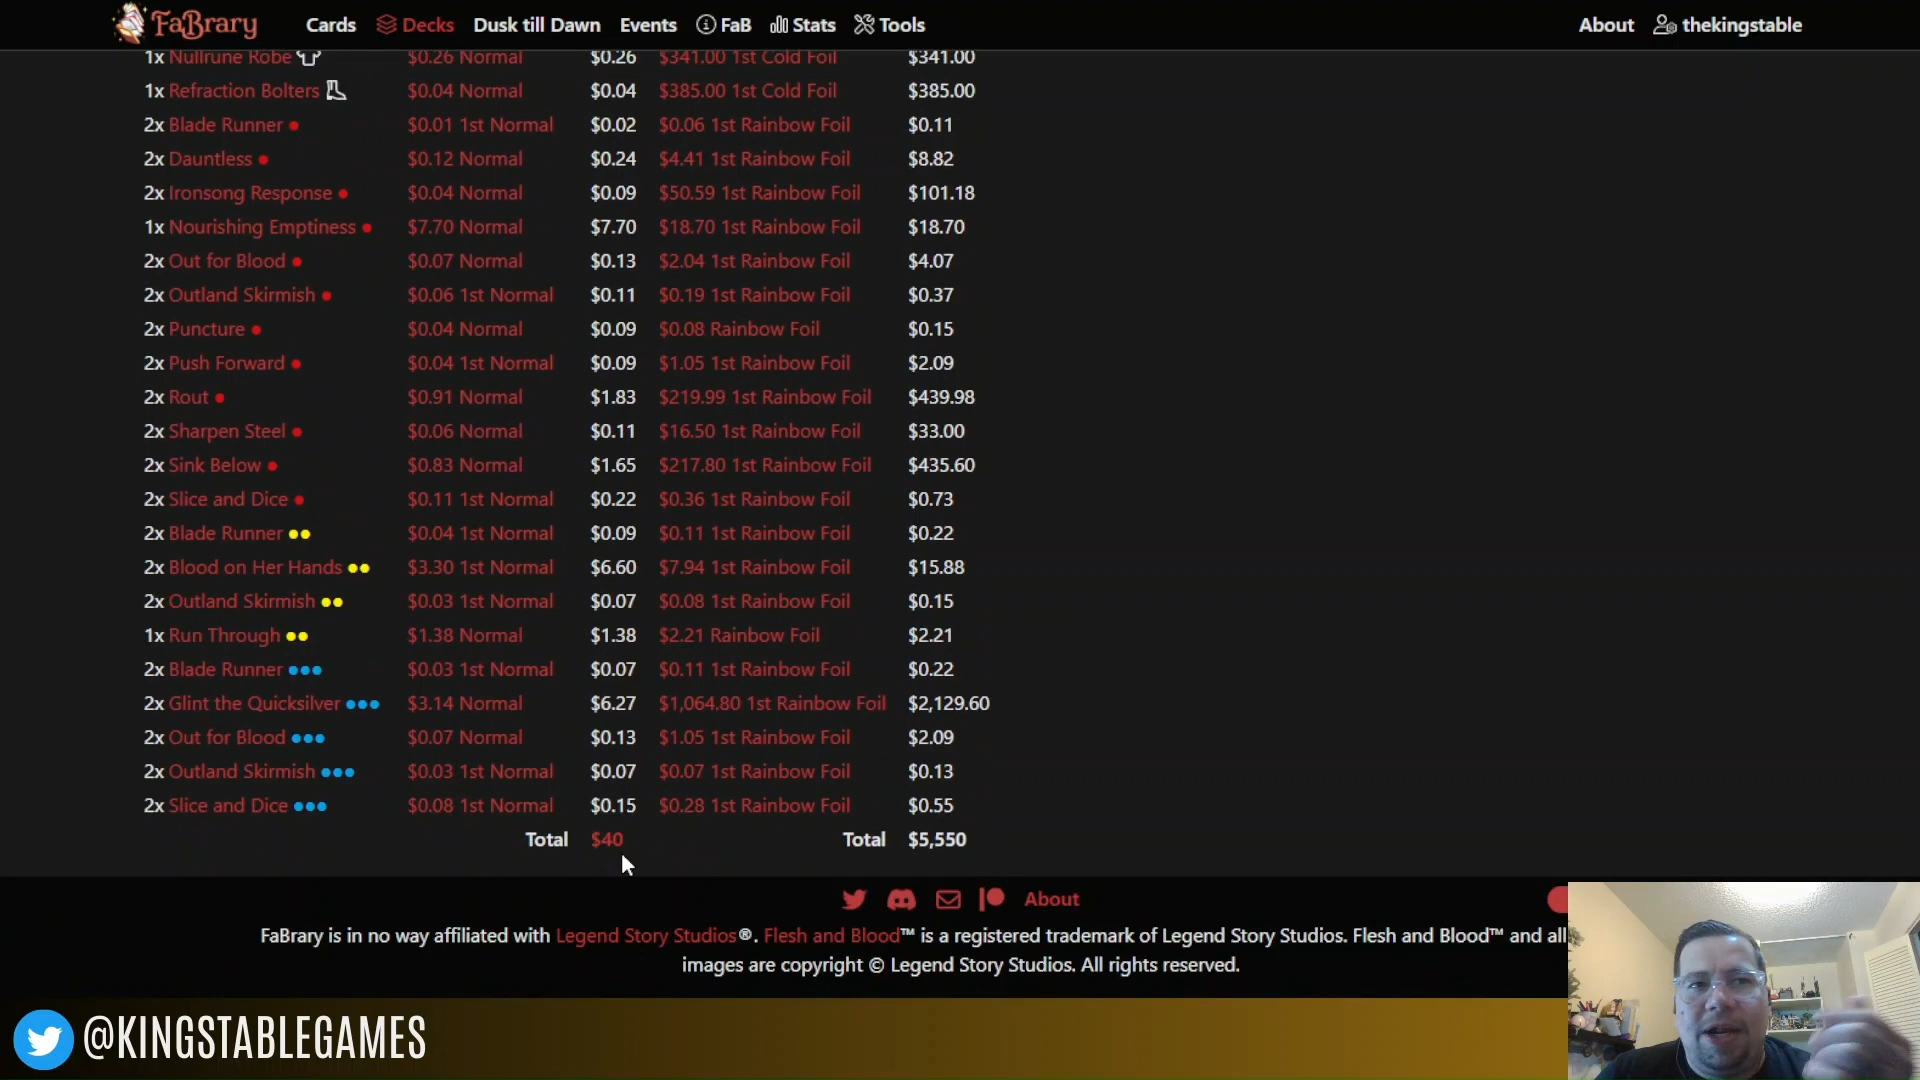 FaBrary Cards Decks Dusk till Dawn Events FaB Stats Tools About thekingstable
1x Nullrune Robe $0.26 Normal $0.26 $341.00 1st Cold Foil $341.00
1x Refraction Bolters $0.04 Normal $0.04 $385.00 1st Cold Foil $385.00
2x Blade Runner $0.01 1st Normal $0.02 $0.06 1st Rainbow Foil $0.11
2x Dauntless $0.12 Normal $0.24 $4.41 1st Rainbow Foil $8.82
2x Ironsong Response $0.04 Normal $0.09 $50.59 1st Rainbow Foil $101.18
1x Nourishing Emptiness $7.70 Normal $7.70 $18.70 1st Rainbow Foil $18.70
2x Out for Blood $0.07 Normal $0.13 $2.04 1st Rainbow Foil $4.07
2x Outland Skirmish $0.06 1st Normal $0.11 $0.19 1st Rainbow Foil $0.37
2x Puncture $0.04 Normal $0.09 $0.08 Rainbow Foil $0.15
2x Push Forward $0.04 1st Normal $0.09 $1.05 1st Rainbow Foil $2.09
2x Rout $0.91 Normal $1.83 $219.99 1st Rainbow Foil $439.98
2x Sharpen Steel $0.06 Normal $0.11 $16.50 1st Rainbow Foil $33.00
2x Sink Below $0.83 Normal $1.65 $217.80 1st Rainbow Foil $435.60
2x Slice and Dice $0.11 1st Normal $0.22 $0.36 1st Rainbow Foil $0.73
2x Blade Runner $0.04 1st Normal $0.09 $0.11 1st Rainbow Foil $0.22
2x Blood on Her Hands $3.30 1st Normal $6.60 $7.94 1st Rainbow Foil $15.88
2x Outland Skirmish $0.03 1st Normal $0.07 $0.08 1st Rainbow Foil $0.15
1x Run Through $1.38 Normal $1.38 $2.21 Rainbow Foil $2.21
2x Blade Runner $0.03 1st Normal $0.07 $0.11 1st Rainbow Foil $0.22
2x Glint the Quicksilver $3.14 Normal $6.27 $1,064.80 1st Rainbow Foil $2,129.60
2x Out for Blood $0.07 Normal $0.13 $1.05 1st Rainbow Foil $2.09
2x Outland Skirmish $0.03 1st Normal $0.07 $0.07 1st Rainbow Foil $0.13
2x Slice and Dice $0.08 1st Normal $0.15 $0.28 1st Rainbow Foil $0.55
Total $40 Total $5,550
About
FaBrary is in no way affiliated with Legend Story Studios®. Flesh and Blood™ is a registered trademark of Legend Story Studios. Flesh and Blood™ and all
images are copyright © Legend Story Studios. All rights reserved.
@KINGSTABLEGAMES